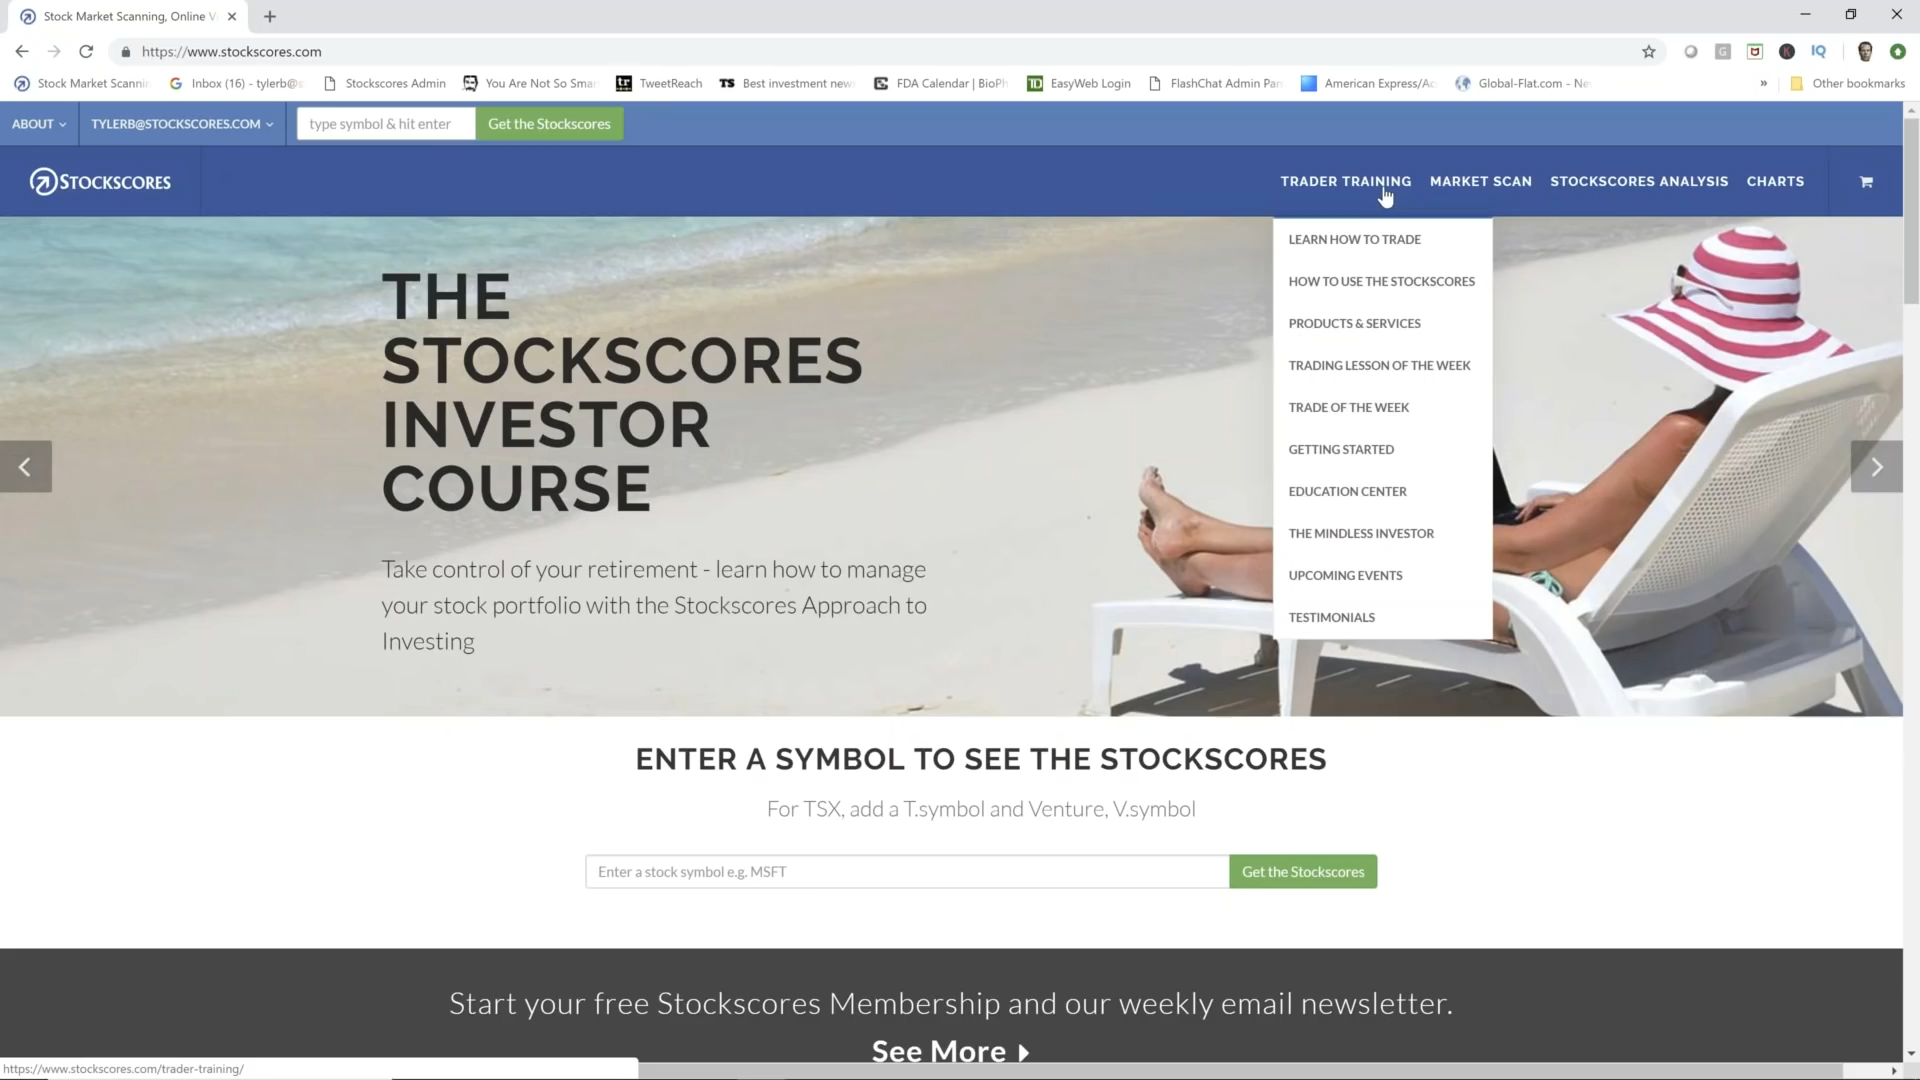 Stock Market Scanning, Online V
https://www.stockscores.com
Stock Market Scannin
Inbox (16) - tylerb@s
Stockscores Admin
You Are Not So Smar
TweetReach
Best investment new
FDA Calendar | BioPh
EasyWeb Login
FlashChat Admin Pan
American Express/Ac
Global-Flat.com - Ne
»
Other bookmarks
ABOUT
TYLERB@STOCKSCORES.COM
type symbol & hit enter
Get the Stockscores
STOCKSCORES
TRADER TRAINING
MARKET SCAN
STOCKSCORES ANALYSIS
CHARTS
LEARN HOW TO TRADE
HOW TO USE THE STOCKSCORES
PRODUCTS & SERVICES
TRADING LESSON OF THE WEEK
TRADE OF THE WEEK
GETTING STARTED
EDUCATION CENTER
THE MINDLESS INVESTOR
UPCOMING EVENTS
TESTIMONIALS
THE
STOCKSCORES
INVESTOR
COURSE
Take control of your retirement - learn how to manage
your stock portfolio with the Stockscores Approach to
Investing
ENTER A SYMBOL TO SEE THE STOCKSCORES
For TSX, add a T.symbol and Venture, V.symbol
Enter a stock symbol e.g. MSFT
Get the Stockscores
Start your free Stockscores Membership and our weekly email newsletter.
See More
https://www.stockscores.com/trader-training/